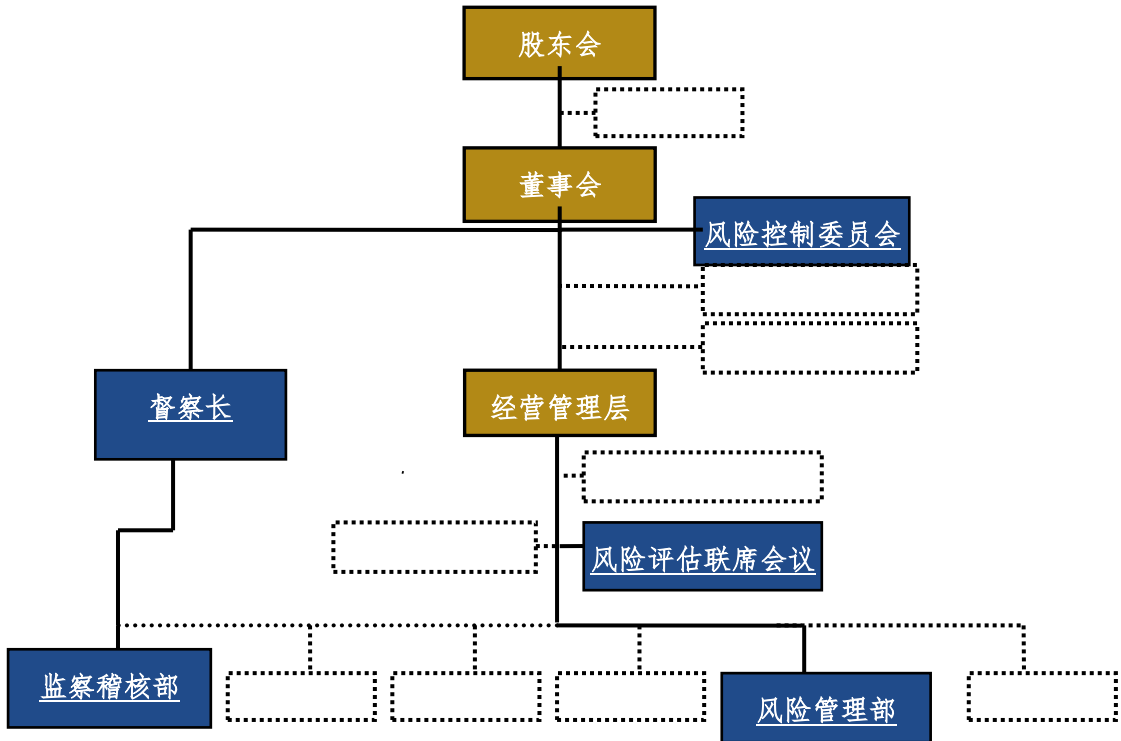 股东会
董事会
风险控制委员会
督察长
经营管理层
风险评估联席会议
监察稽核部
风险管理部